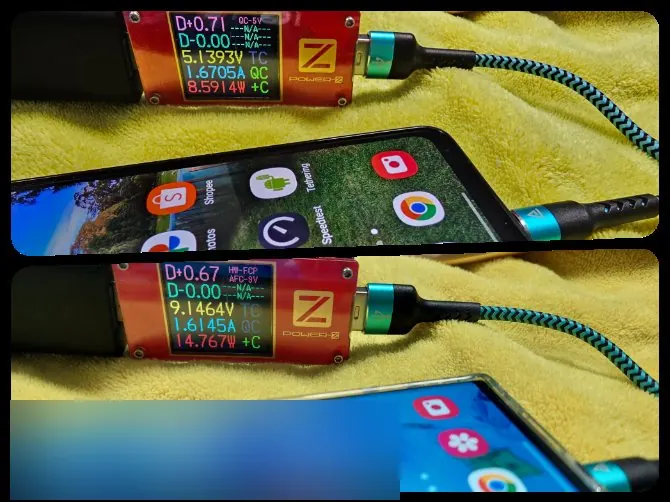 D+0.71 QC-5V
---N/A---
D-0.00 ---N/A---
5.1393V TC
1.6705A QC
8.5914W +C
Z
POWER-Z
Shopee
Tethering
Speedtest
D+0.67 HW-FCP
AFC-9V
D-0.00 ---N/A---
---N/A---
9.1464V TC
1.6145A QC
14.767W +C
Z
POWER-Z